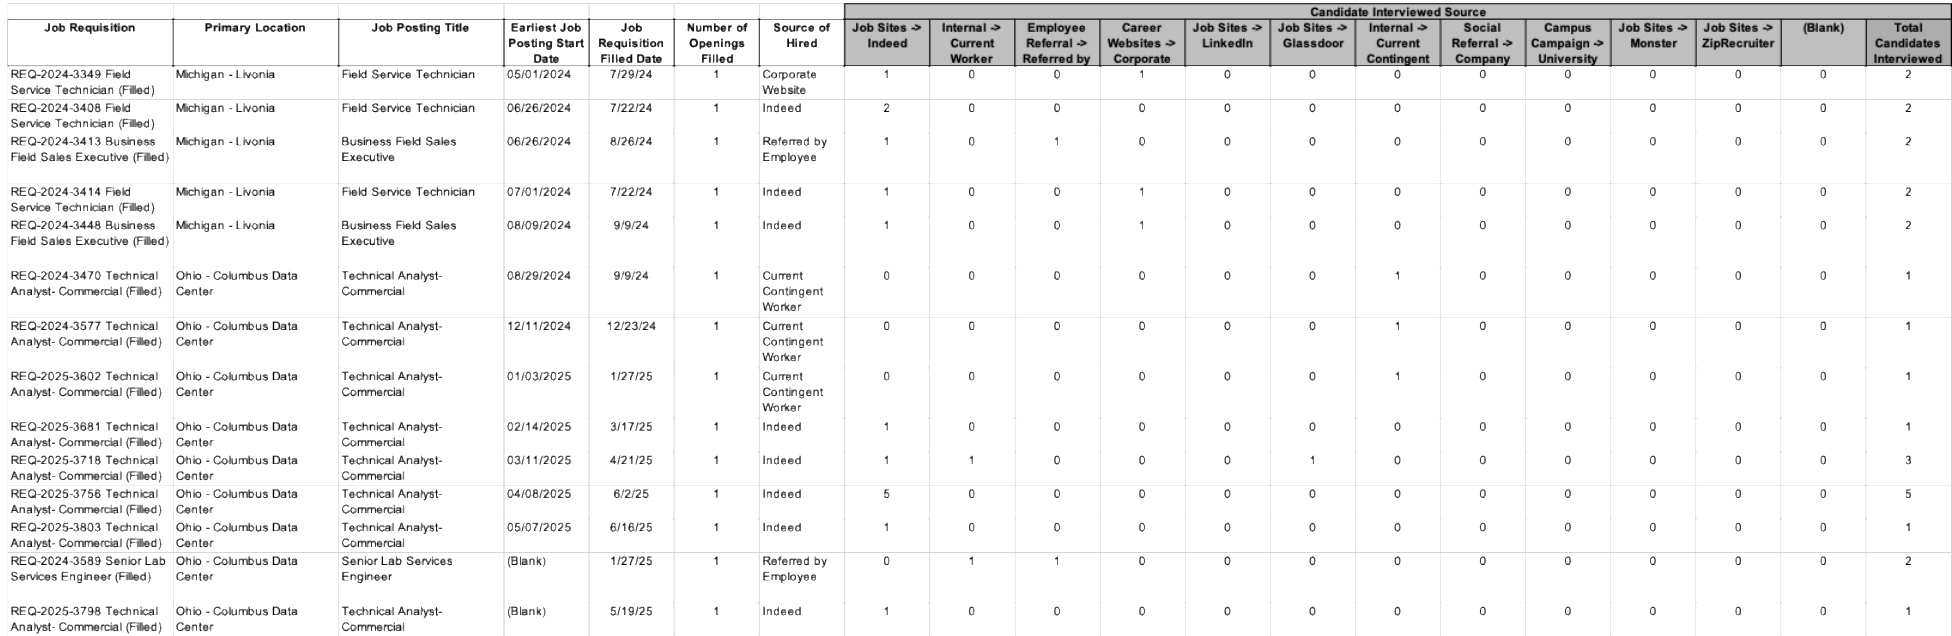 Candidate Interviewed Source
Job Requisition Primary Location Job Posting Title Earliest Job Posting Start Date Job Requisition Filled Date Number of Openings Filled Source of Hired Job Sites -> Indeed Internal -> Current Worker Employee Referral -> Referred by Career Websites -> Corporate Job Sites -> LinkedIn Job Sites -> Glassdoor Internal -> Current Contingent Social Referral -> Company Campus Campaign -> University Job Sites -> Monster Job Sites -> ZipRecruiter (Blank) Total Candidates Interviewed
REQ-2024-3349 Field Service Technician (Filled) Michigan - Livonia Field Service Technician 05/01/2024 7/29/24 1 Corporate Website 1 0 0 1 0 0 0 0 0 0 0 0 2
REQ-2024-3408 Field Service Technician (Filled) Michigan - Livonia Field Service Technician 06/26/2024 7/22/24 1 Indeed 2 0 0 0 0 0 0 0 0 0 0 0 2
REQ-2024-3413 Business Field Sales Executive (Filled) Michigan - Livonia Business Field Sales Executive 06/26/2024 8/26/24 1 Referred by Employee 1 0 1 0 0 0 0 0 0 0 0 0 2
REQ-2024-3414 Field Service Technician (Filled) Michigan - Livonia Field Service Technician 07/01/2024 7/22/24 1 Indeed 1 0 0 1 0 0 0 0 0 0 0 0 2
REQ-2024-3448 Business Field Sales Executive (Filled) Michigan - Livonia Business Field Sales Executive 08/09/2024 9/9/24 1 Indeed 1 0 0 1 0 0 0 0 0 0 0 0 2
REQ-2024-3470 Technical Analyst- Commercial (Filled) Ohio - Columbus Data Center Technical Analyst- Commercial 08/29/2024 9/9/24 1 Current Contingent Worker 0 0 0 0 0 0 1 0 0 0 0 0 1
REQ-2024-3577 Technical Analyst- Commercial (Filled) Ohio - Columbus Data Center Technical Analyst- Commercial 12/11/2024 12/23/24 1 Current Contingent Worker 0 0 0 0 0 0 1 0 0 0 0 0 1
REQ-2025-3602 Technical Analyst- Commercial (Filled) Ohio - Columbus Data Center Technical Analyst- Commercial 01/03/2025 1/27/25 1 Current Contingent Worker 0 0 0 0 0 0 1 0 0 0 0 0 1
REQ-2025-3681 Technical Analyst- Commercial (Filled) Ohio - Columbus Data Center Technical Analyst- Commercial 02/14/2025 3/17/25 1 Indeed 1 0 0 0 0 0 0 0 0 0 0 0 1
REQ-2025-3718 Technical Analyst- Commercial (Filled) Ohio - Columbus Data Center Technical Analyst- Commercial 03/11/2025 4/21/25 1 Indeed 1 1 0 0 0 1 0 0 0 0 0 0 3
REQ-2025-3756 Technical Analyst- Commercial (Filled) Ohio - Columbus Data Center Technical Analyst- Commercial 04/08/2025 6/2/25 1 Indeed 5 0 0 0 0 0 0 0 0 0 0 0 5
REQ-2025-3803 Technical Analyst- Commercial (Filled) Ohio - Columbus Data Center Technical Analyst- Commercial 05/07/2025 6/16/25 1 Indeed 1 0 0 0 0 0 0 0 0 0 0 0 1
REQ-2024-3589 Senior Lab Services Engineer (Filled) Ohio - Columbus Data Center Senior Lab Services Engineer (Blank) 1/27/25 1 Referred by Employee 0 1 1 0 0 0 0 0 0 0 0 0 2
REQ-2025-3798 Technical Analyst- Commercial (Filled) Ohio - Columbus Data Center Technical Analyst- Commercial (Blank) 5/19/25 1 Indeed 1 0 0 0 0 0 0 0 0 0 0 0 1